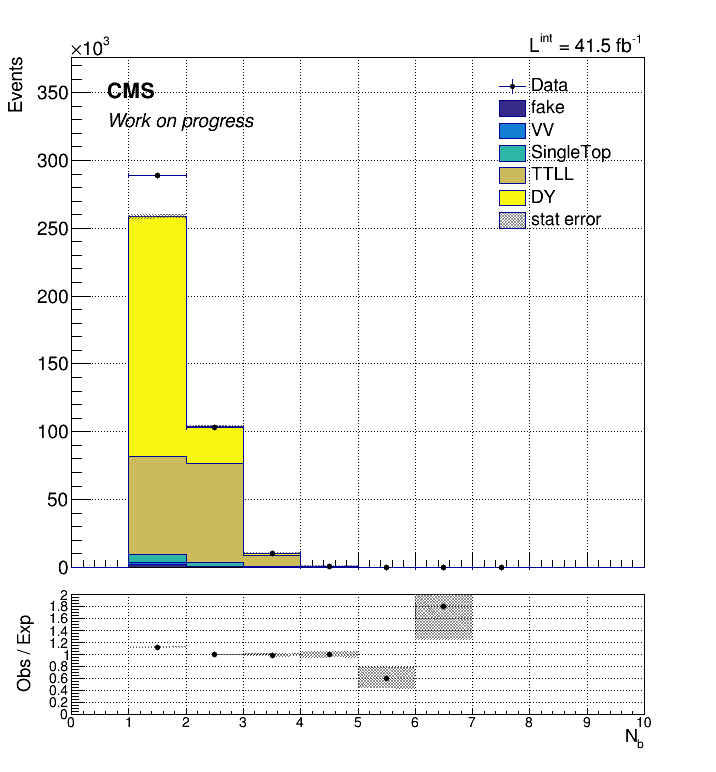 ×10³
L^int = 41.5 fb⁻¹
Events
CMS
Work on progress
Data
fake
VV
SingleTop
TTLL
DY
stat error
350
300
250
200
150
100
50
0
Obs / Exp
2
1.8
1.6
1.4
1.2
1
0.8
0.6
0.4
0.2
0
0 1 2 3 4 5 6 7 8 9 10
N_b